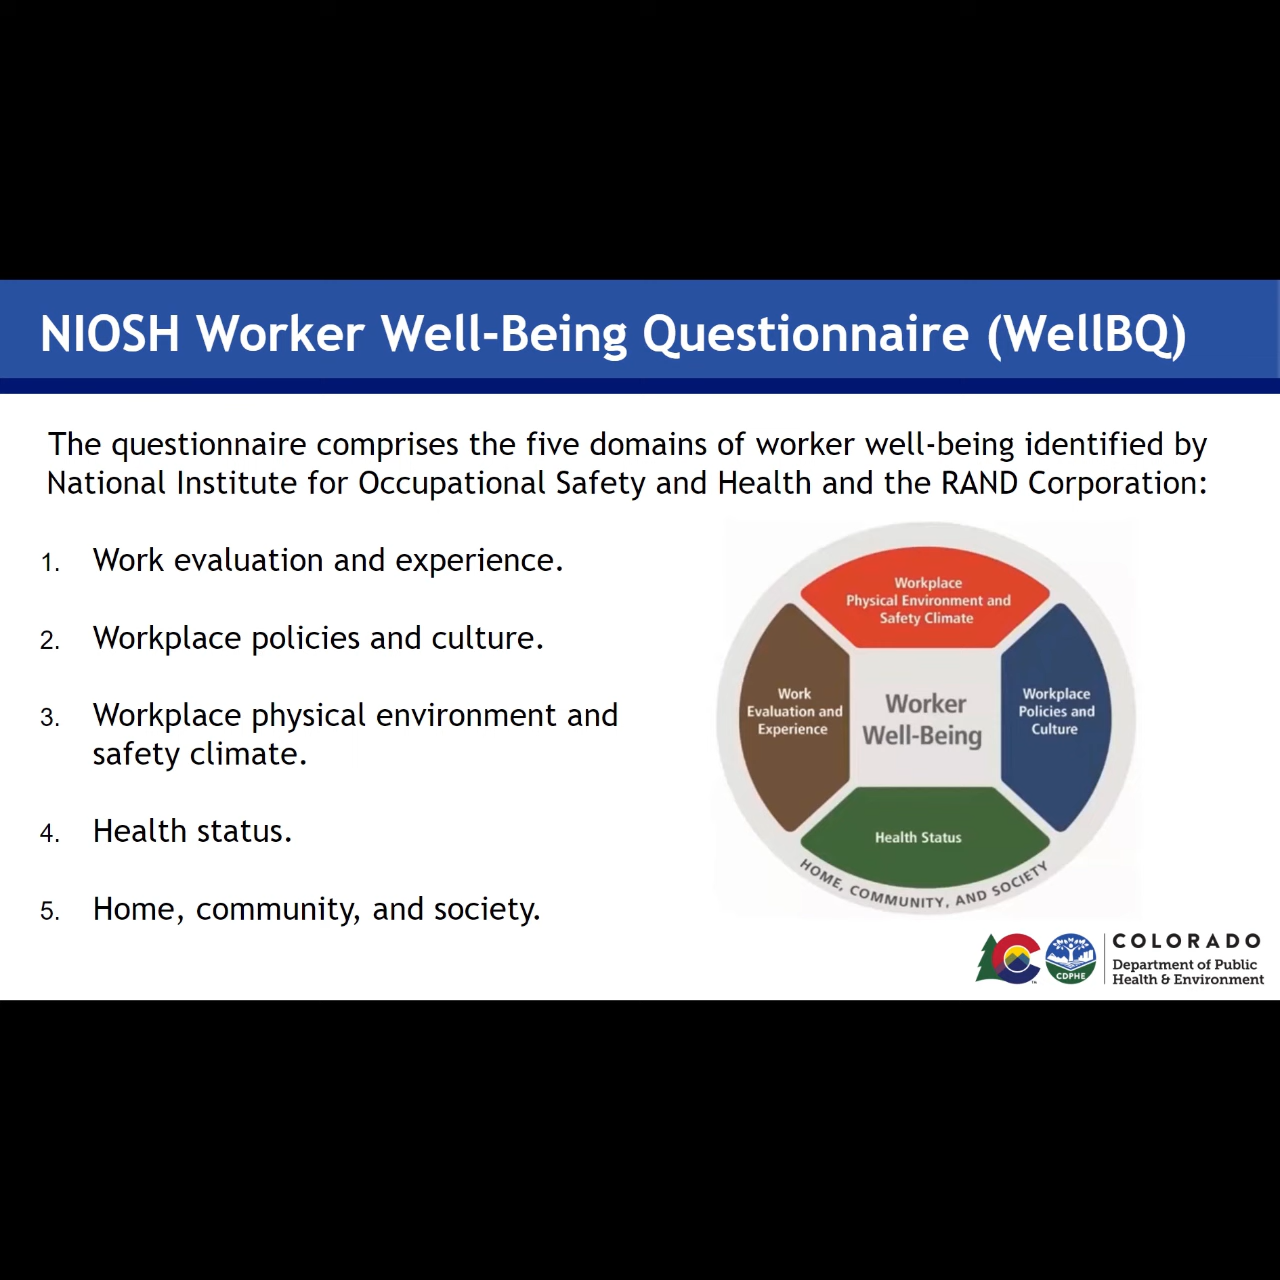 NIOSH Worker Well-Being Questionnaire (WellBQ)
The questionnaire comprises the five domains of worker well-being identified by
National Institute for Occupational Safety and Health and the RAND Corporation:
1. Work evaluation and experience.
2. Workplace policies and culture.
3. Workplace physical environment and
safety climate.
4. Health status.
5. Home, community, and society.
Workplace
Physical Environment and
Safety Climate
Work
Evaluation and
Experience
Worker
Well-Being
Workplace
Policies and
Culture
Health Status
HOME, COMMUNITY, AND SOCIETY
CDPHE
TM
COLORADO
Department of Public
Health & Environment